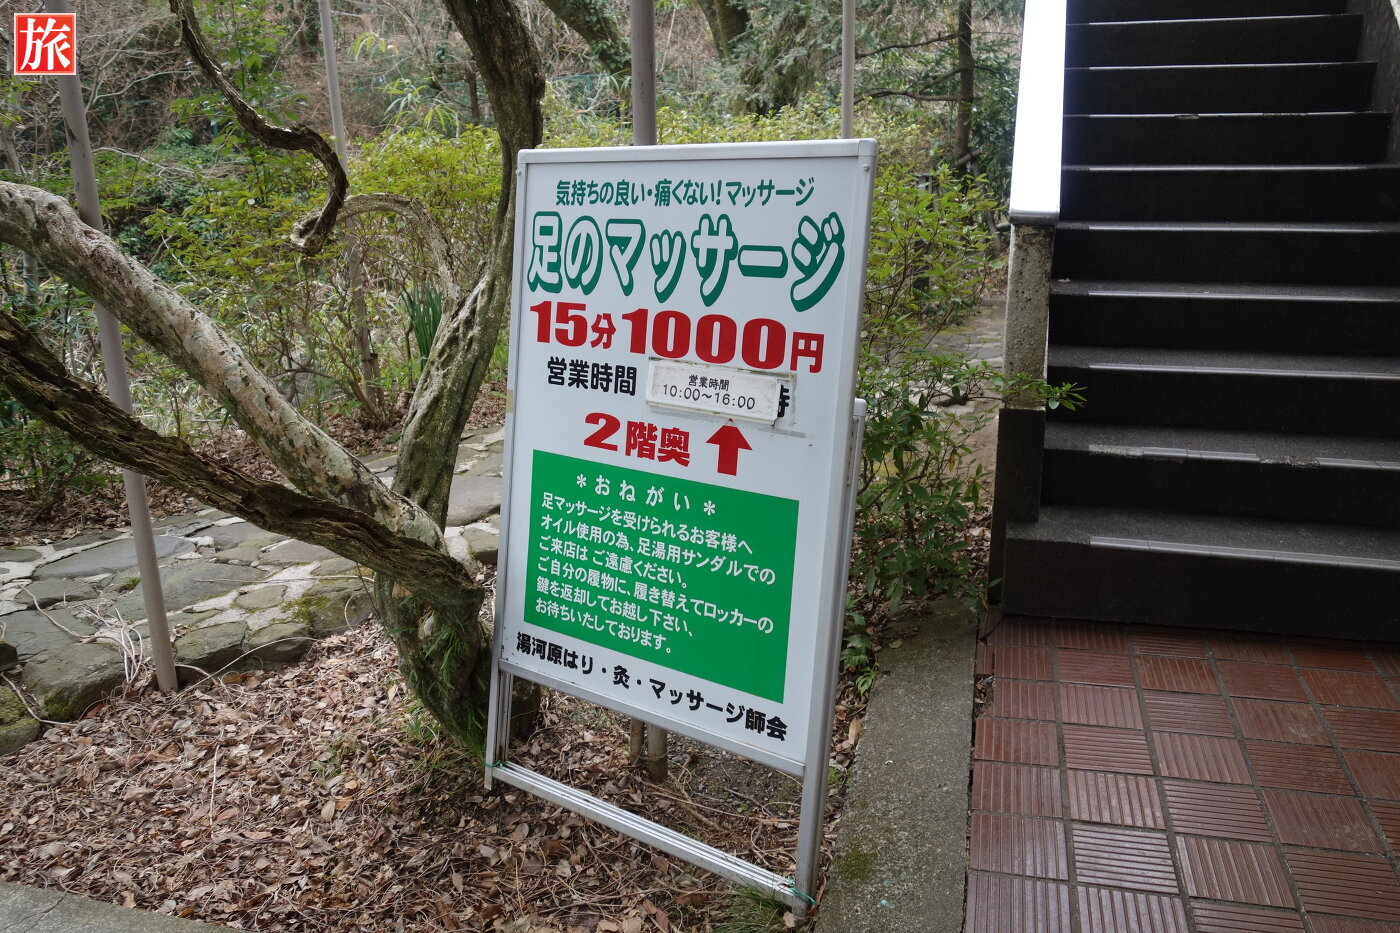 旅
気持ちの良い・痛くない！マッサージ
足のマッサージ
15分1000円
営業時間
営業時間
10:00～16:00
時
2階奥↑
＊おねがい＊
足マッサージを受けられるお客様へ
オイル使用の為、足湯用サンダルでの
ご来店は ご遠慮ください。
ご自分の履物に、履き替えてロッカーの
鍵を返却してお越し下さい、
お待ちいたしております。
湯河原はり・灸・マッサージ師会